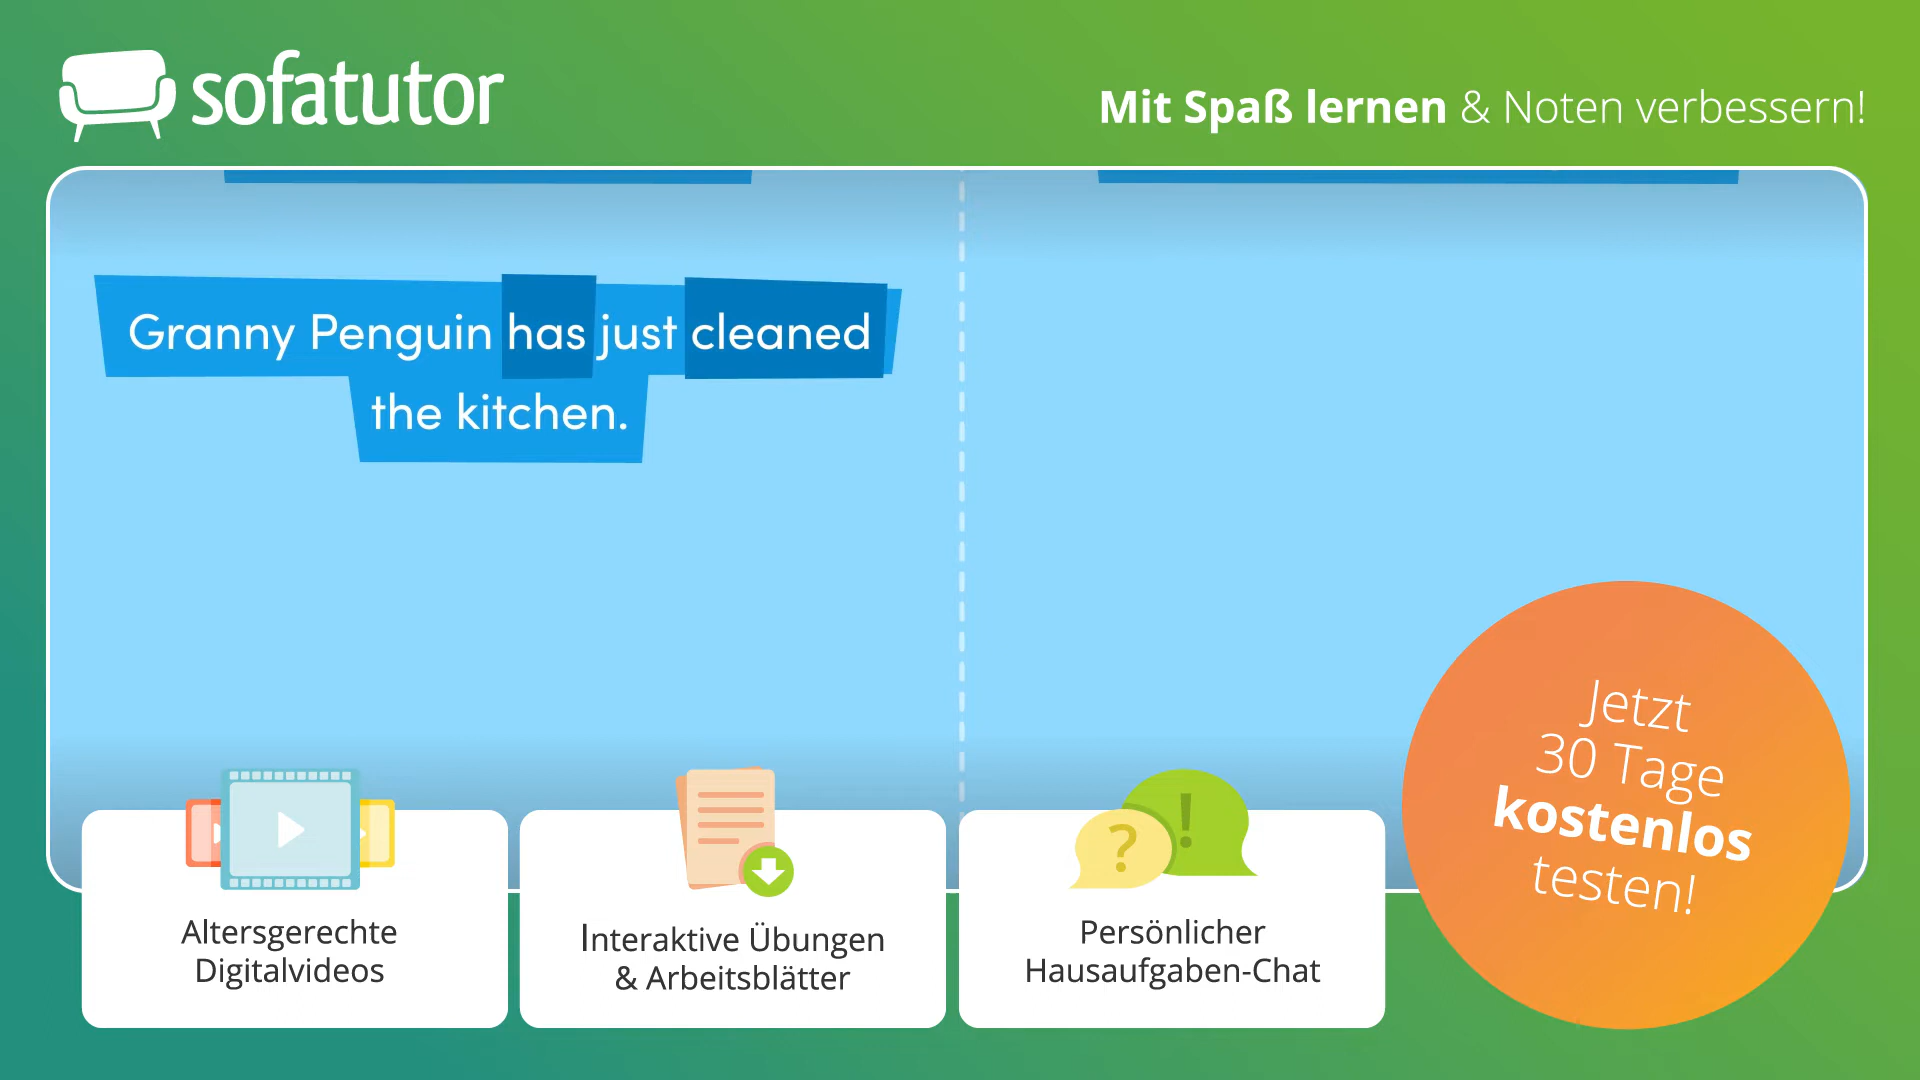 sofatutor
Mit Spaß lernen & Noten verbessern!
Granny Penguin has just cleaned
the kitchen.
Jetzt
30 Tage
kostenlos
testen!
Altersgerechte
Digitalvideos
Interaktive Übungen
& Arbeitsblätter
Persönlicher
Hausaufgaben-Chat